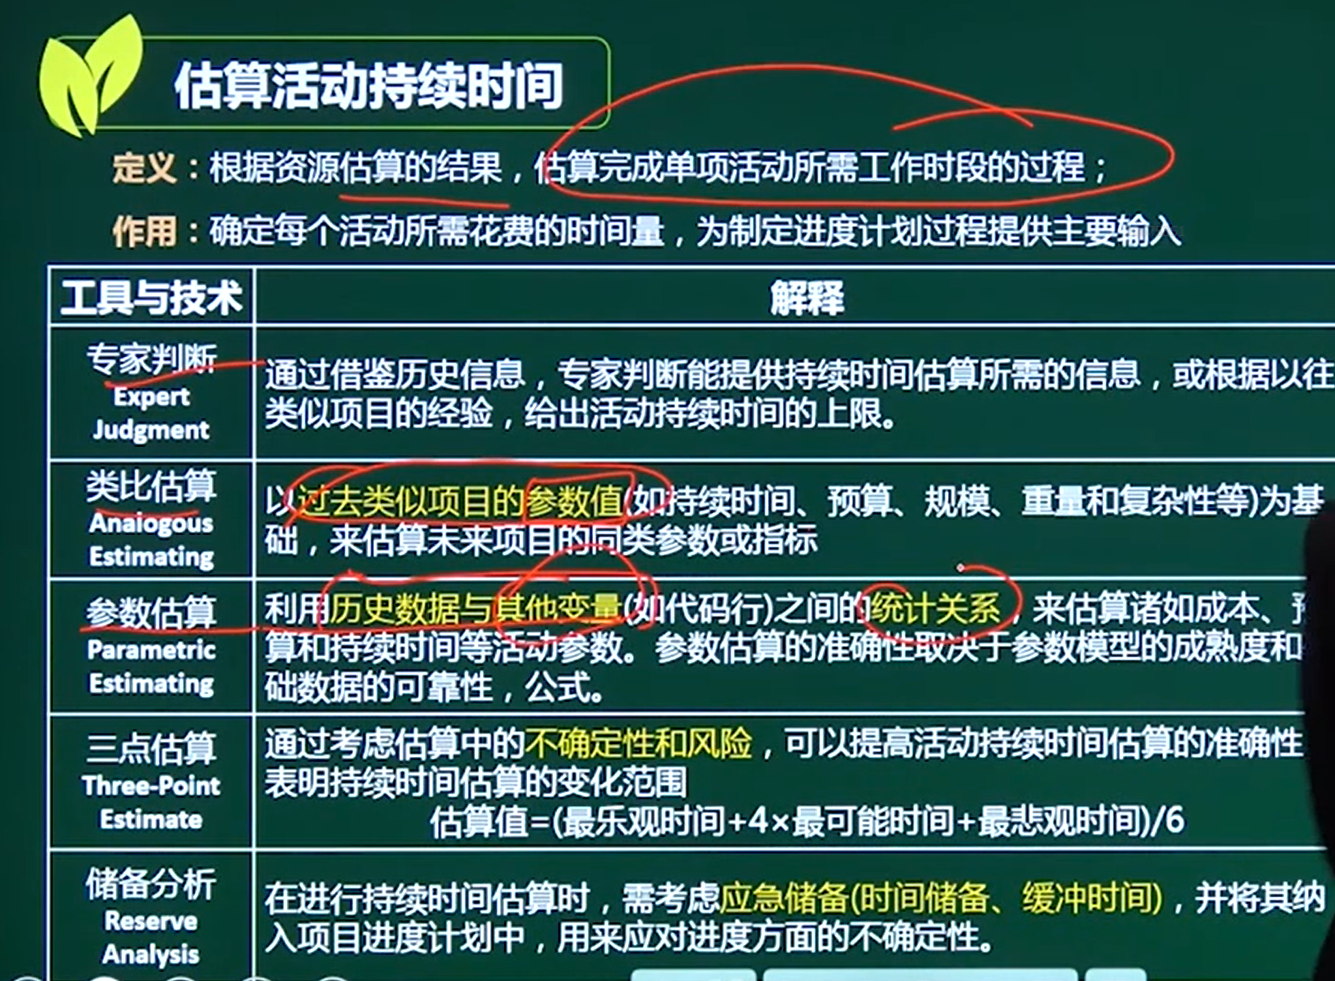 估算活动持续时间
定义：根据资源估算的结果，估算完成单项活动所需工作时段的过程；
作用：确定每个活动所需花费的时间量，为制定进度计划过程提供主要输入
工具与技术
解释
专家判断
Expert
Judgment
通过借鉴历史信息，专家判断能提供持续时间估算所需的信息，或根据以往
类似项目的经验，给出活动持续时间的上限。
类比估算
Anaiogous
Estimating
以过去类似项目的参数值(如持续时间、预算、规模、重量和复杂性等)为基
础，来估算未来项目的同类参数或指标
参数估算
Parametric
Estimating
利用历史数据与其他变量(如代码行)之间的统计关系，来估算诸如成本、预
算和持续时间等活动参数。参数估算的准确性取决于参数模型的成熟度和
础数据的可靠性，公式。
三点估算
Three-Point
Estimate
通过考虑估算中的不确定性和风险，可以提高活动持续时间估算的准确性
表明持续时间估算的变化范围
估算值=(最乐观时间+4×最可能时间+最悲观时间)/6
储备分析
Reserve
Analysis
在进行持续时间估算时，需考虑应急储备(时间储备、缓冲时间)，并将其纳
入项目进度计划中，用来应对进度方面的不确定性。